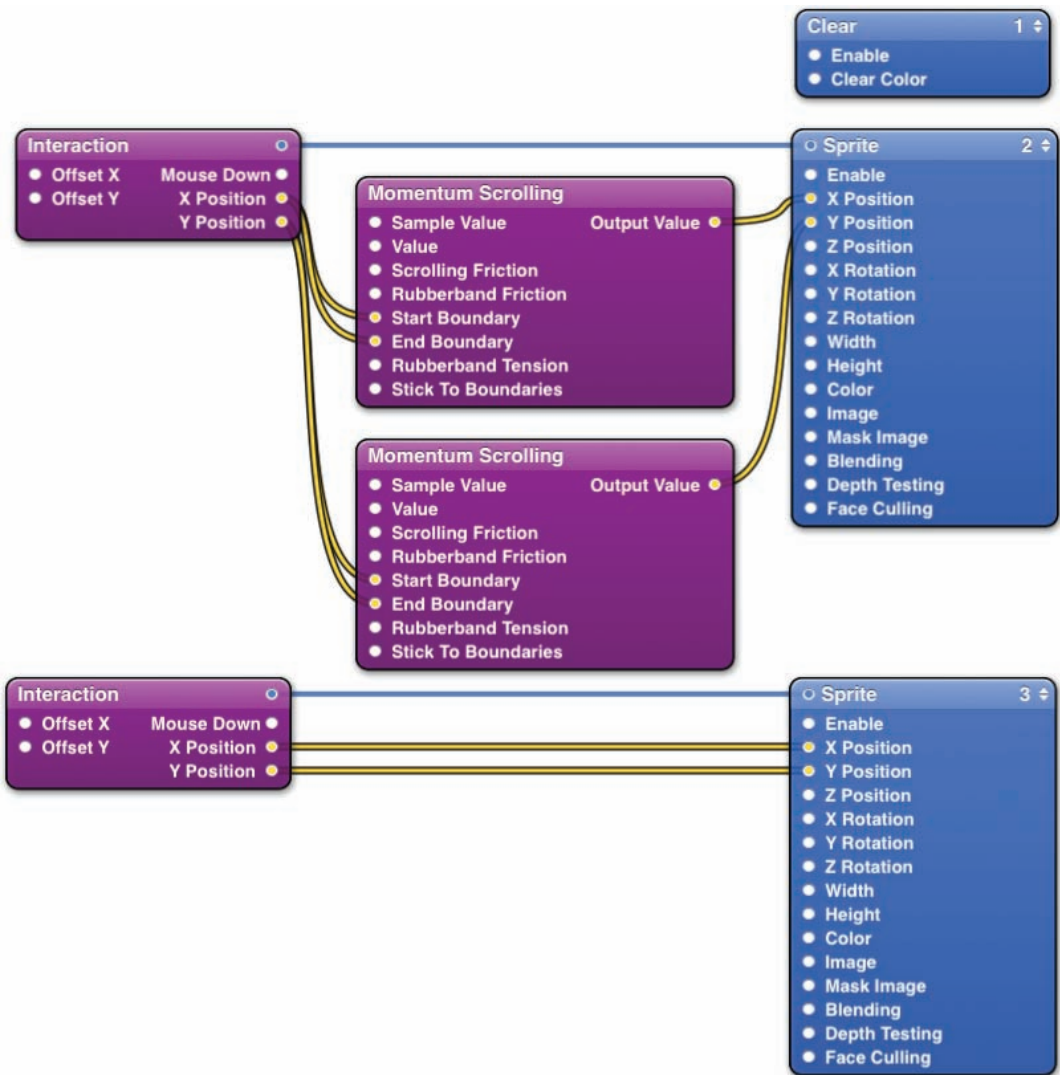 Clear 1
Enable
Clear Color
Interaction
Offset X Mouse Down
Offset Y X Position
Y Position
Momentum Scrolling
Sample Value Output Value
Value
Scrolling Friction
Rubberband Friction
Start Boundary
End Boundary
Rubberband Tension
Stick To Boundaries
Sprite 2
Enable
X Position
Y Position
Z Position
X Rotation
Y Rotation
Z Rotation
Width
Height
Color
Image
Mask Image
Blending
Depth Testing
Face Culling
Momentum Scrolling
Sample Value Output Value
Value
Scrolling Friction
Rubberband Friction
Start Boundary
End Boundary
Rubberband Tension
Stick To Boundaries
Interaction
Offset X Mouse Down
Offset Y X Position
Y Position
Sprite 3
Enable
X Position
Y Position
Z Position
X Rotation
Y Rotation
Z Rotation
Width
Height
Color
Image
Mask Image
Blending
Depth Testing
Face Culling